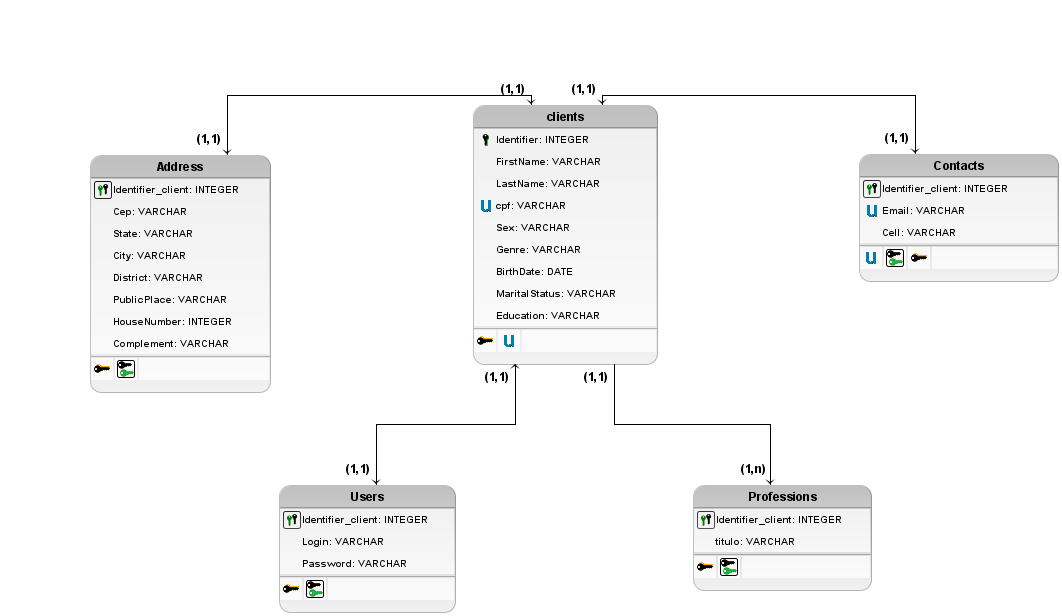 (1,1)
(1,1)
(1,1)
(1,1)
clients
Identifier: INTEGER
FirstName: VARCHAR
LastName: VARCHAR
U cpf: VARCHAR
Sex: VARCHAR
Genre: VARCHAR
BirthDate: DATE
MaritalStatus: VARCHAR
Education: VARCHAR
U
Address
Identifier_client: INTEGER
Cep: VARCHAR
State: VARCHAR
City: VARCHAR
District: VARCHAR
PublicPlace: VARCHAR
HouseNumber: INTEGER
Complement: VARCHAR
Contacts
Identifier_client: INTEGER
U Email: VARCHAR
Cell: VARCHAR
U
(1,1)
(1,1)
(1,1)
(1,n)
Users
Identifier_client: INTEGER
Login: VARCHAR
Password: VARCHAR
Professions
Identifier_client: INTEGER
titulo: VARCHAR